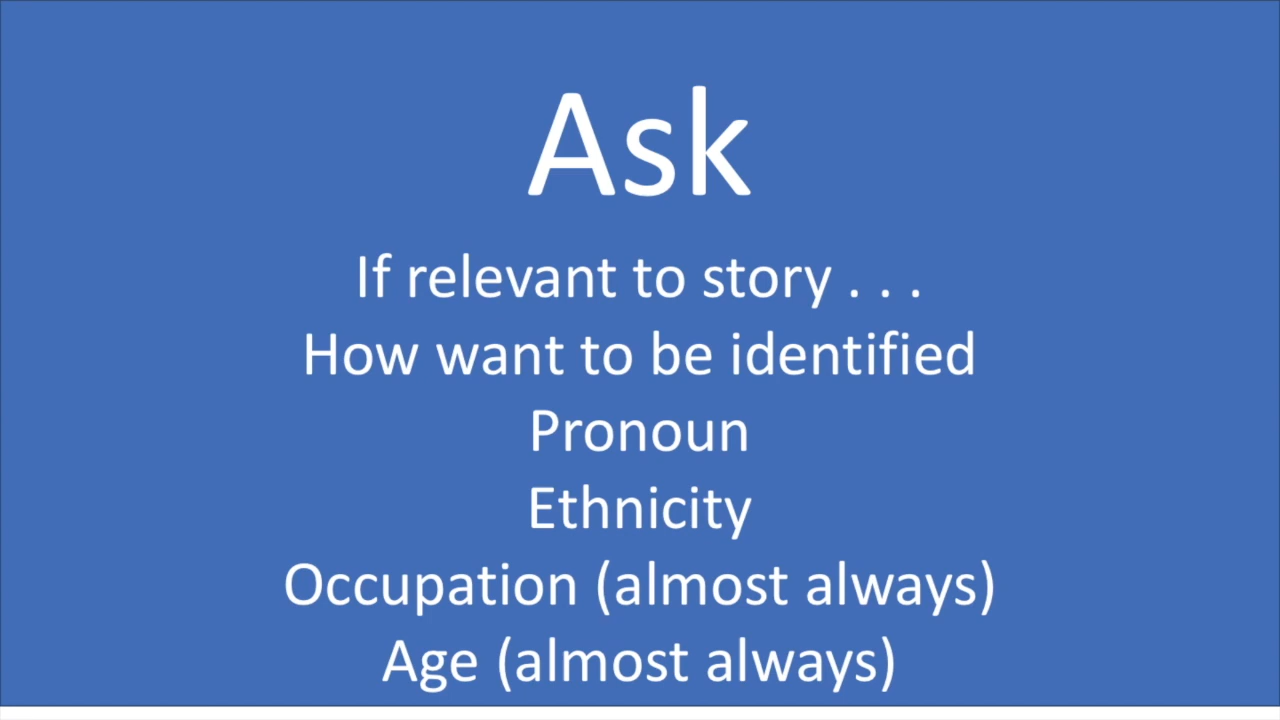 Ask
If relevant to story . . .
How want to be identified
Pronoun
Ethnicity
Occupation (almost always)
Age (almost always)